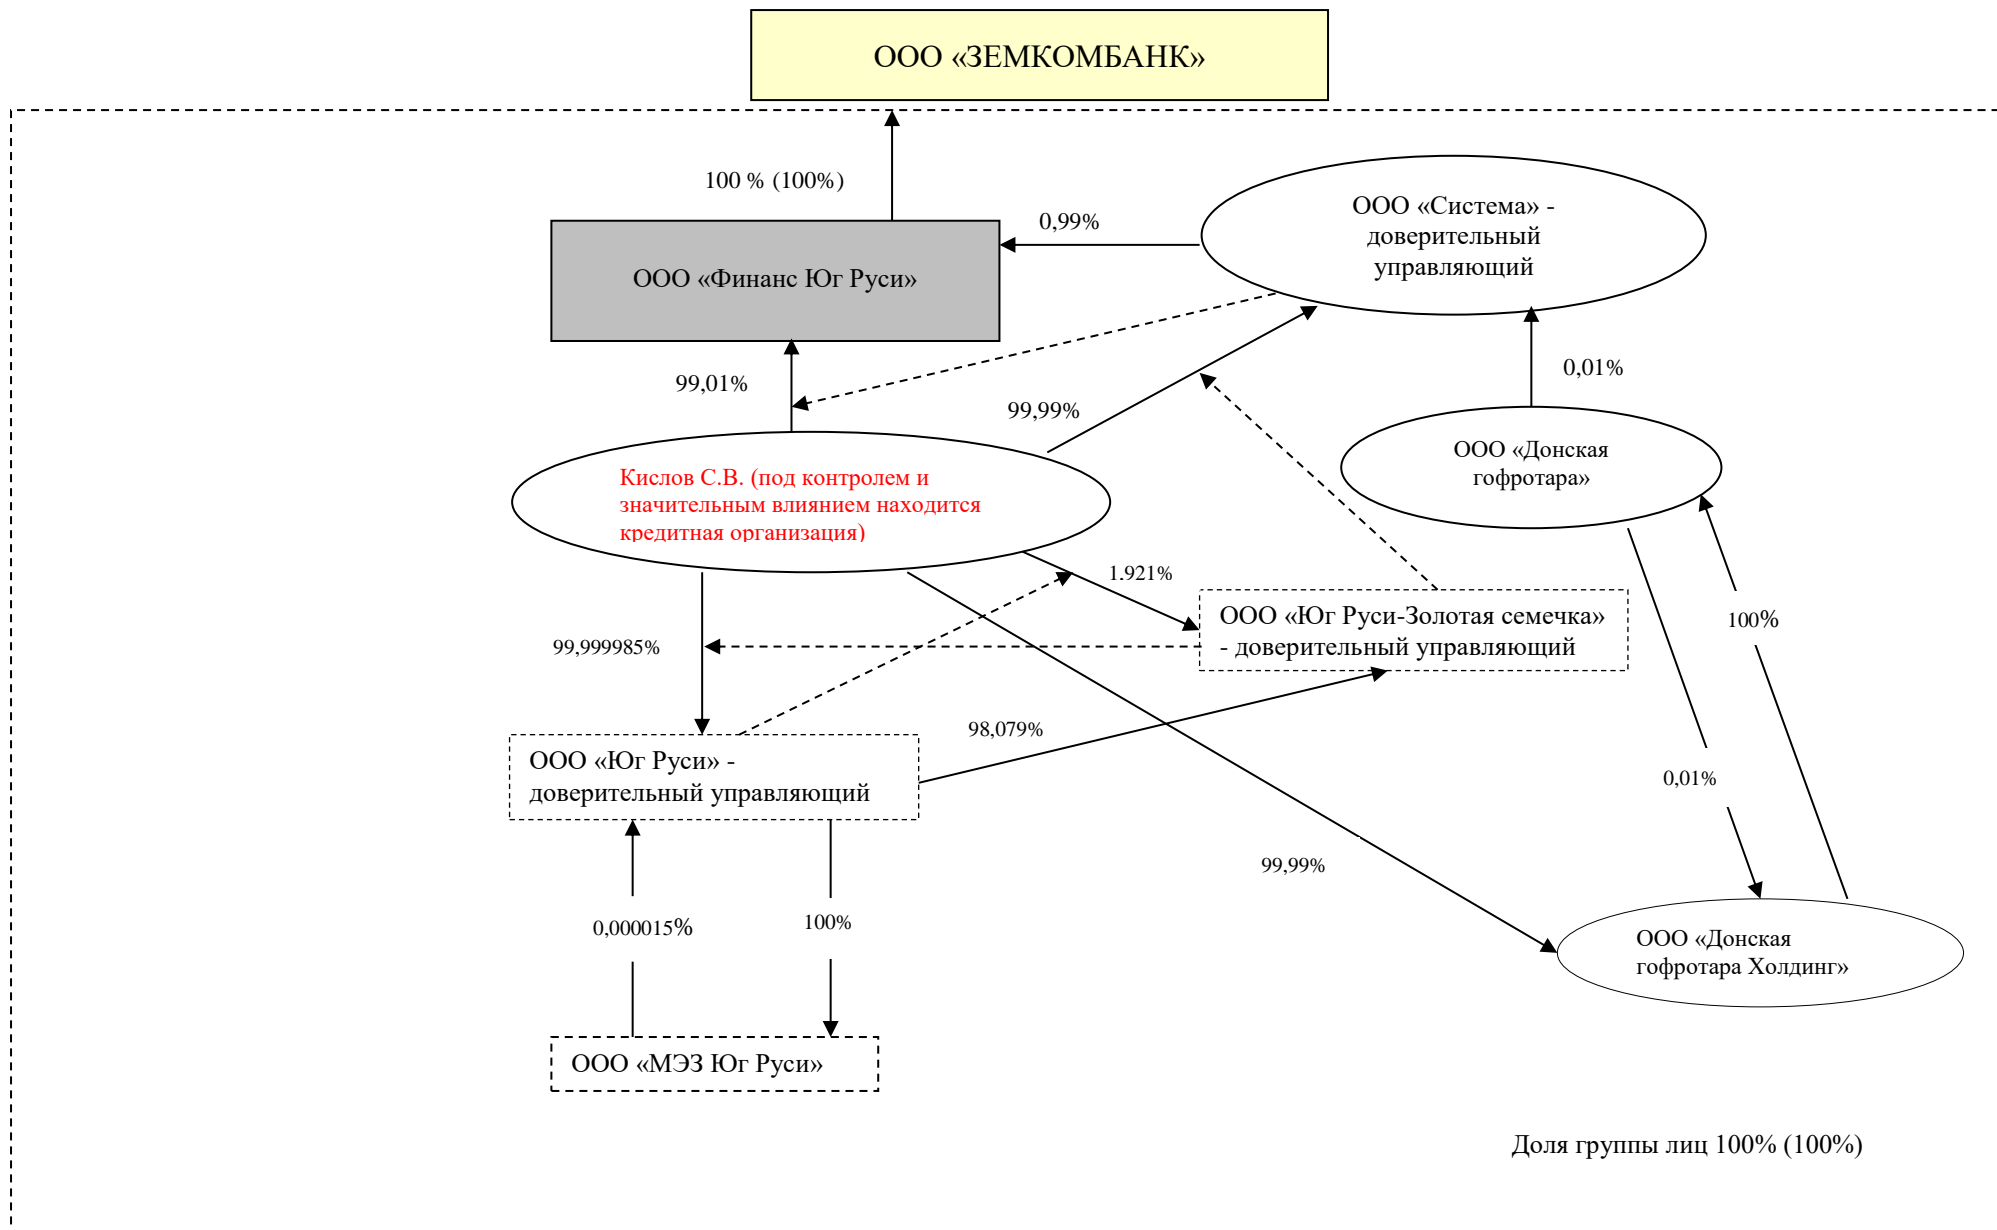 ООО «ЗЕМКОМБАНК»
100 % (100%)
ООО «Система» -
доверительный
управляющий
0,99%
ООО «Финанс Юг Руси»
99,01%
0,01%
99,99%
ООО «Донская
гофротара»
Кислов С.В. (под контролем и
значительным влиянием находится
кредитная организация)
1.921%
ООО «Юг Руси-Золотая семечка»
- доверительный управляющий
100%
99,999985%
98,079%
ООО «Юг Руси» -
доверительный управляющий
0,01%
99,99%
0,000015%
100%
ООО «Донская
гофротара Холдинг»
ООО «МЭЗ Юг Руси»
Доля группы лиц 100% (100%)